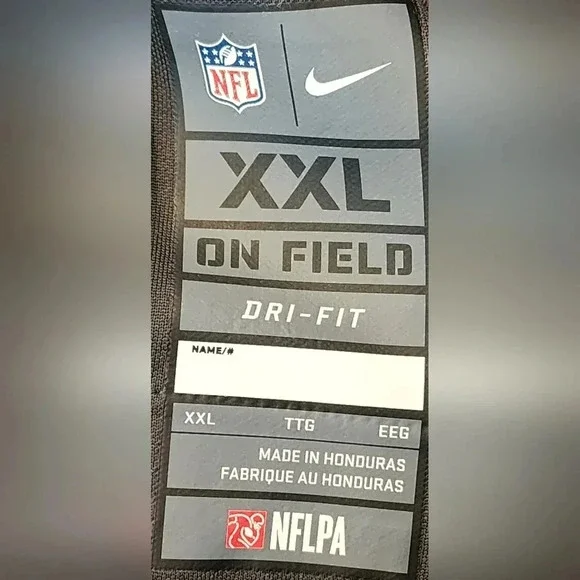 NFL
XXL
ON FIELD
DRI-FIT
NAME/#
XXL TTG EEG
MADE IN HONDURAS
FABRIQUE AU HONDURAS
NFLPA